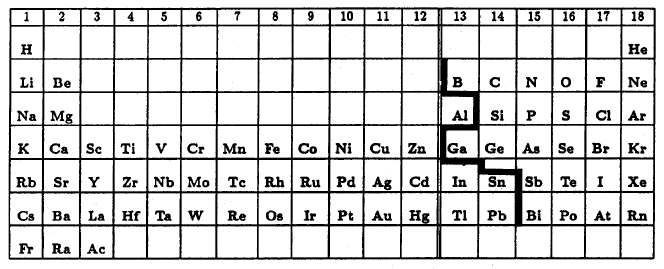 1 2 3 4 5 6 7 8 9 10 11 12 13 14 15 16 17 18
H He
Li Be B C N O F Ne
Na Mg Al Si P S Cl Ar
K Ca Sc Ti V Cr Mn Fe Co Ni Cu Zn Ga Ge As Se Br Kr
Rb Sr Y Zr Nb Mo Tc Rh Ru Pd Ag Cd In Sn Sb Te I Xe
Cs Ba La Hf Ta W Re Os Ir Pt Au Hg Tl Pb Bi Po At Rn
Fr Ra Ac